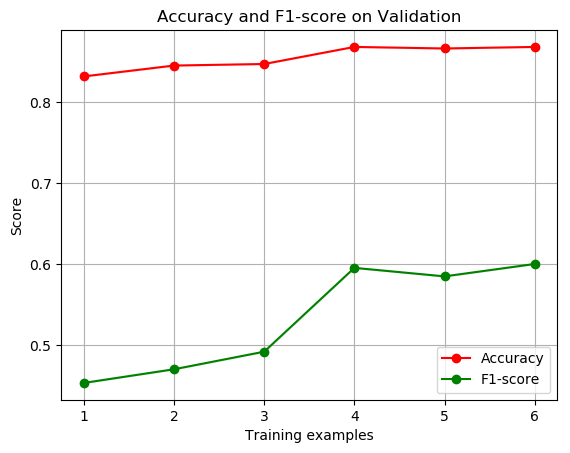 Accuracy and F1-score on Validation
Score
0.8
0.7
0.6
0.5
Accuracy
F1-score
1 2 3 4 5 6
Training examples